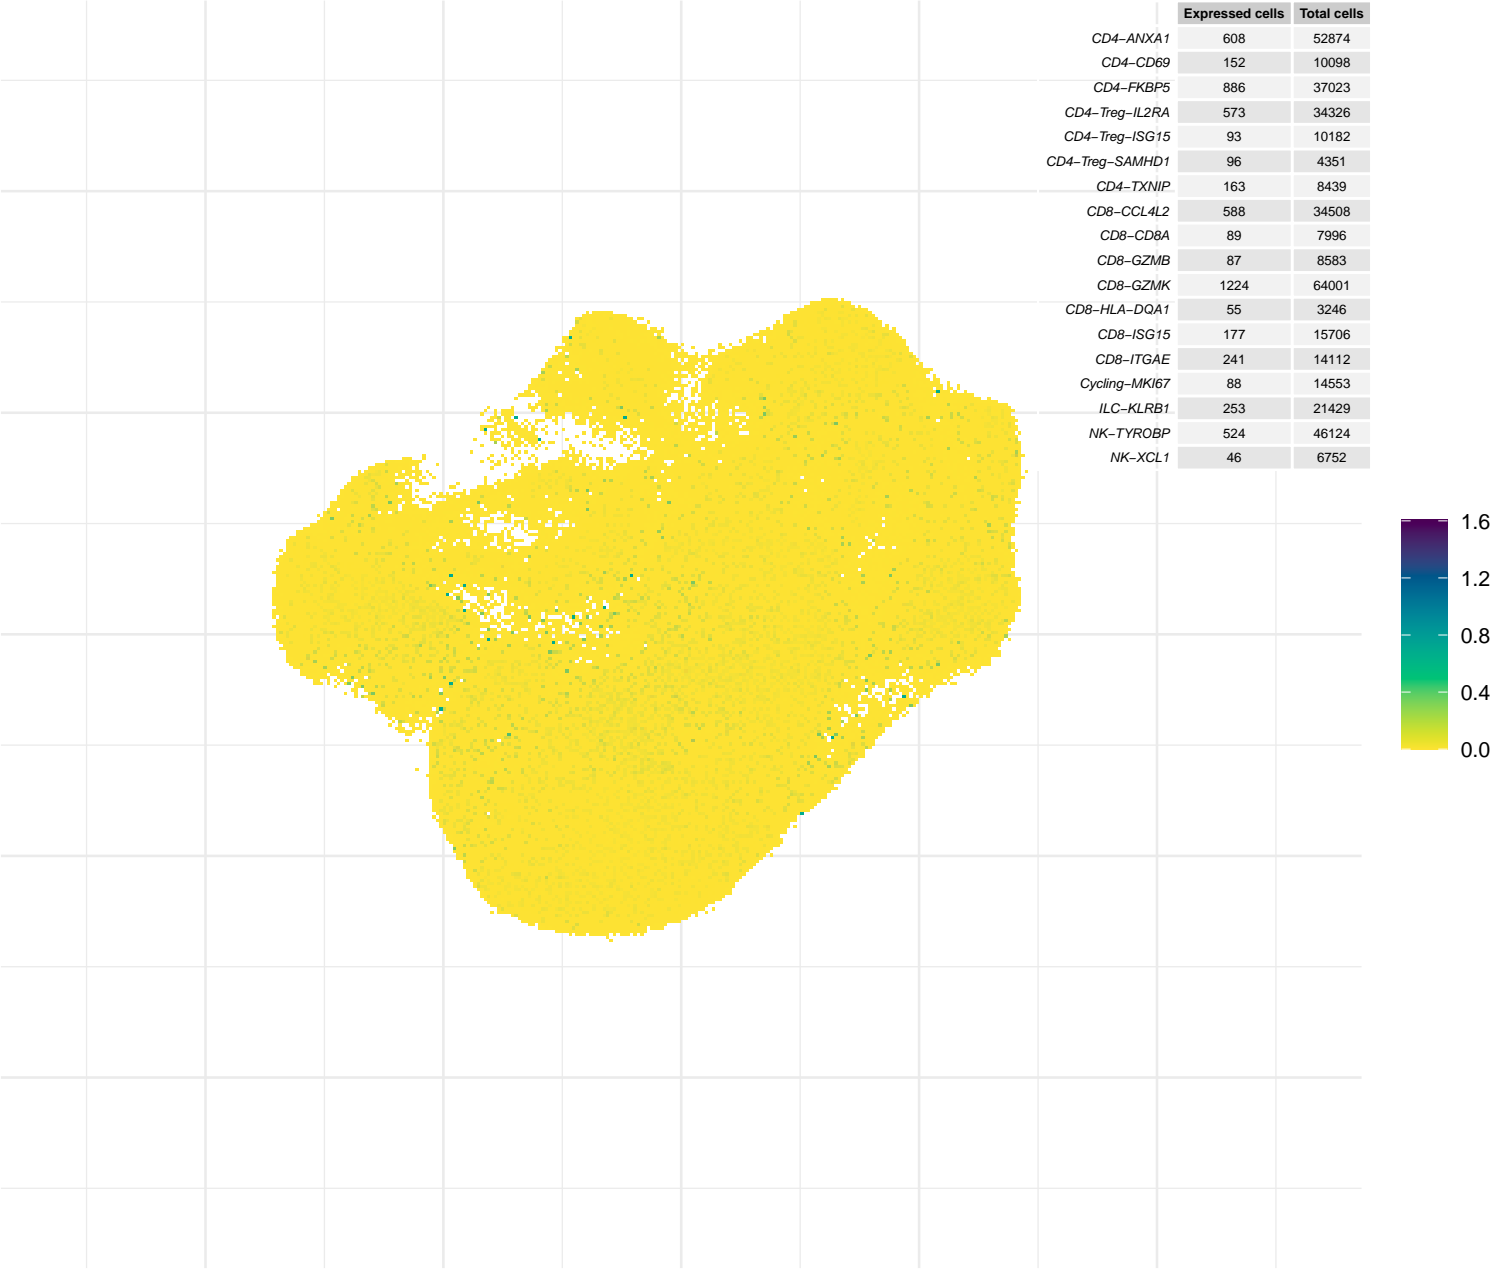 Expressed cells Total cells
CD4−ANXA1 608 52874
CD4−CD69 152 10098
CD4−FKBP5 886 37023
CD4−Treg−IL2RA 573 34326
CD4−Treg−ISG15 93 10182
CD4−Treg−SAMHD1 96 4351
CD4−TXNIP 163 8439
CD8−CCL4L2 588 34508
CD8−CD8A 89 7996
CD8−GZMB 87 8583
CD8−GZMK 1224 64001
CD8−HLA−DQA1 55 3246
CD8−ISG15 177 15706
CD8−ITGAE 241 14112
Cycling−MKI67 88 14553
ILC−KLRB1 253 21429
NK−TYROBP 524 46124
NK−XCL1 46 6752
1.6
1.2
0.8
0.4
0.0